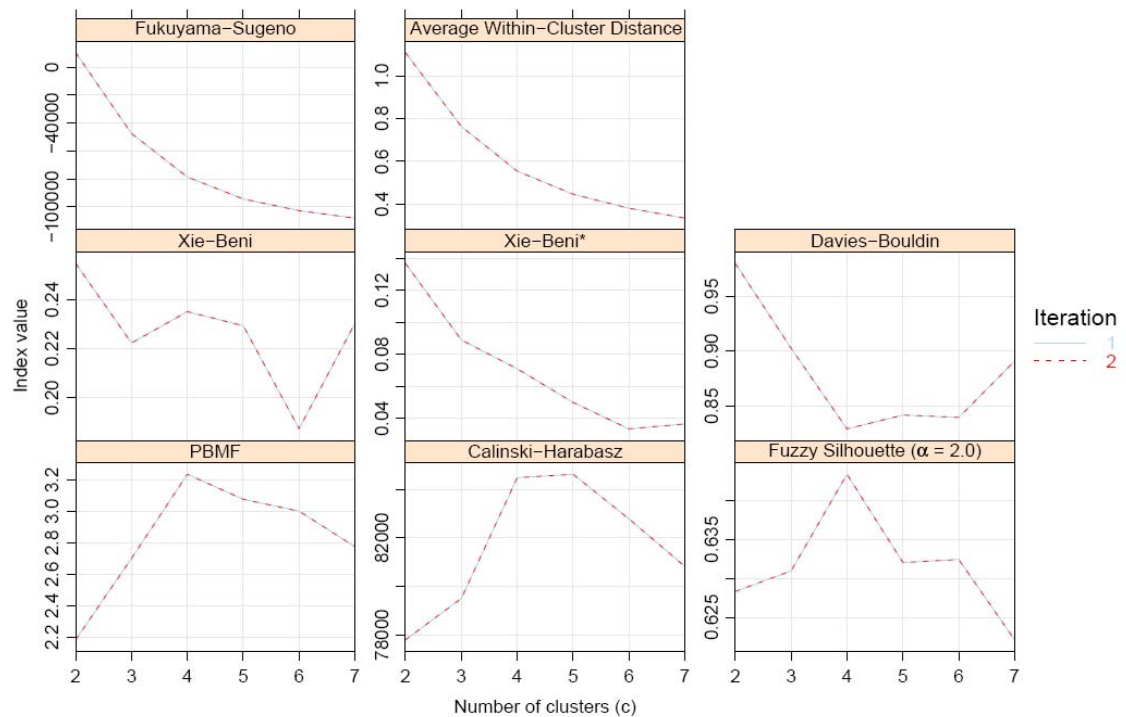 Fukuyama−Sugeno
Average Within−Cluster Distance
0
−40000
−100000
1.0
0.8
0.6
0.4
Xie−Beni
Xie−Beni*
Davies−Bouldin
0.24
0.22
0.20
0.12
0.08
0.04
0.95
0.90
0.85
Index value
Iteration
1
2
PBMF
Calinski−Harabasz
Fuzzy Silhouette (α = 2.0)
3.2
3.0
2.8
2.6
2.4
2.2
82000
78000
0.635
0.625
2 3 4 5 6 7
2 3 4 5 6 7
2 3 4 5 6 7
Number of clusters (c)